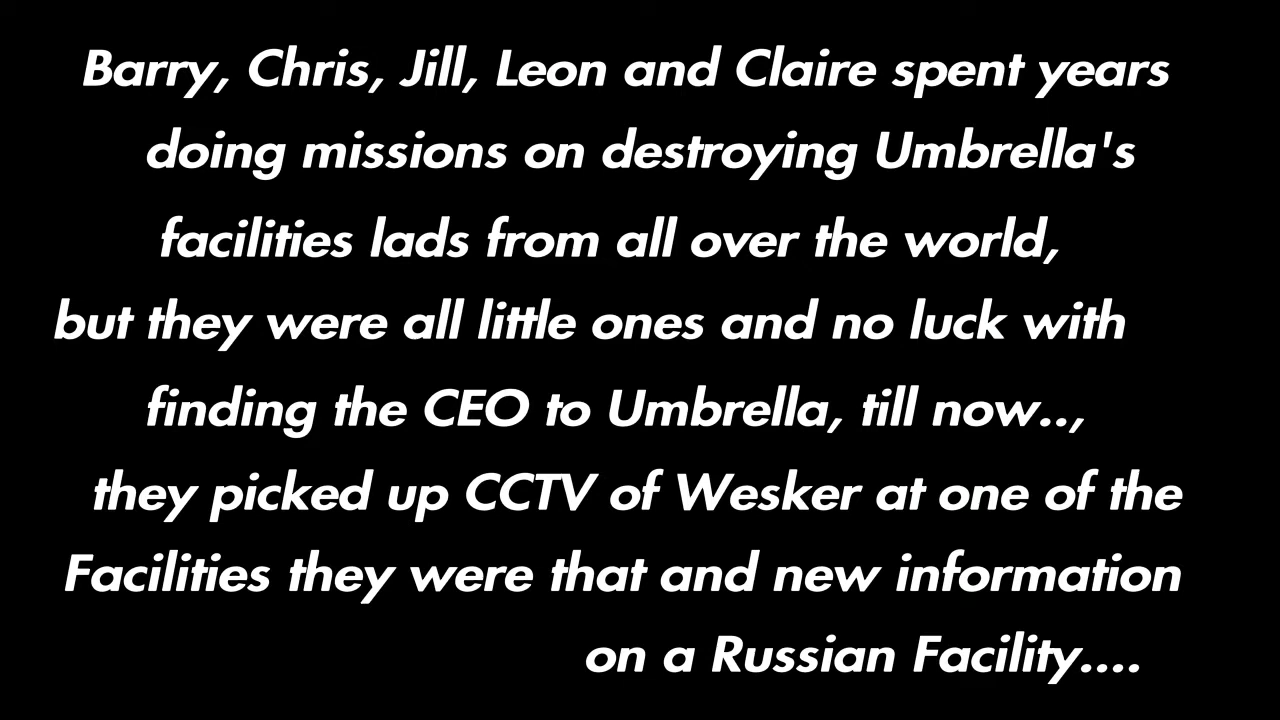 Barry, Chris, Jill, Leon and Claire spent years
doing missions on destroying Umbrella's
facilities lads from all over the world,
but they were all little ones and no luck with
finding the CEO to Umbrella, till now..,
they picked up CCTV of Wesker at one of the
Facilities they were that and new information
on a Russian Facility....